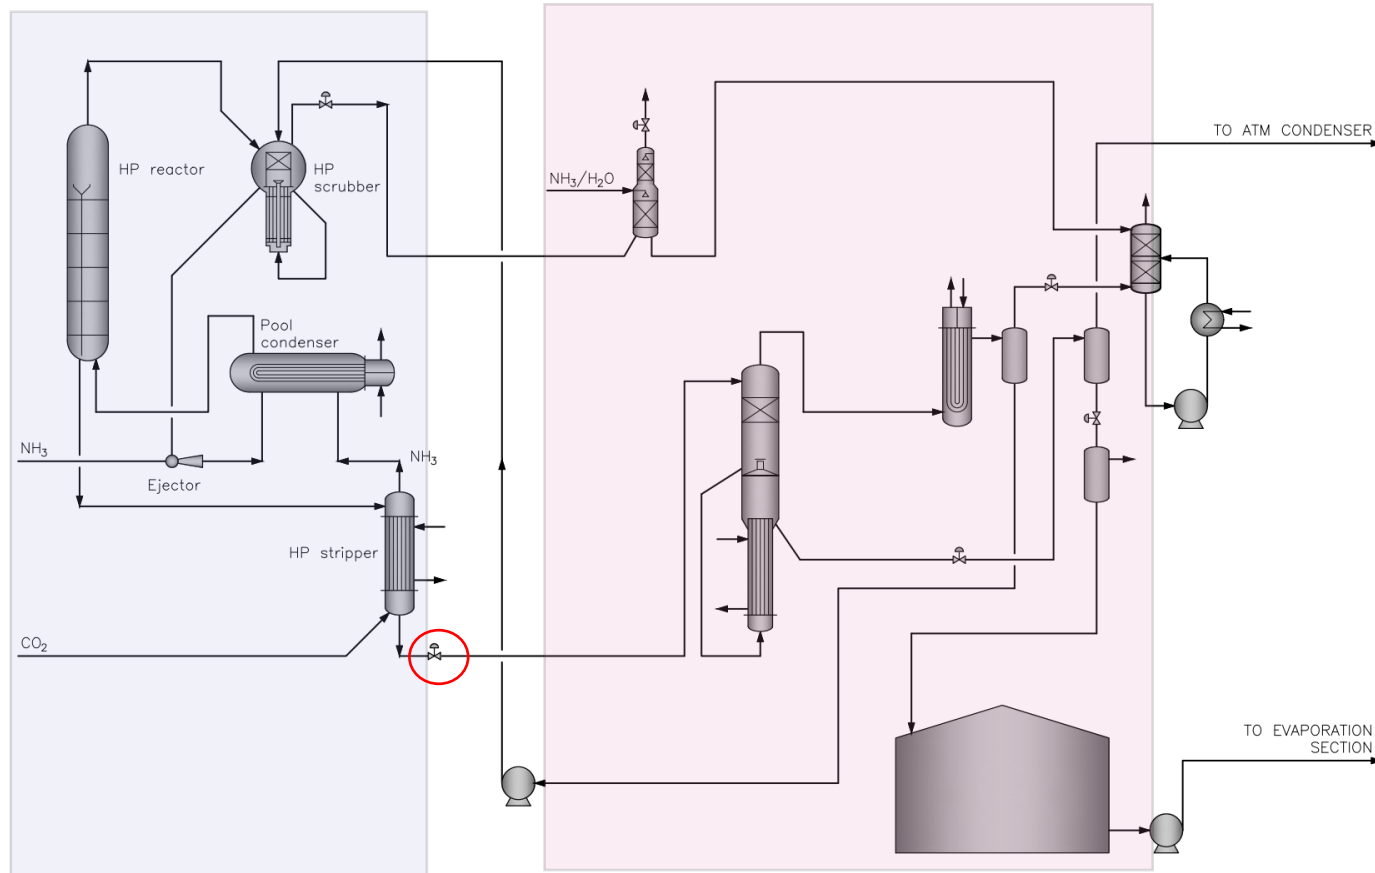 TO ATM CONDENSER
HP reactor
HP
scrubber
NH₃/H₂O
Pool
condenser
NH₃
NH₃
Ejector
HP stripper
CO₂
TO EVAPORATION
SECTION